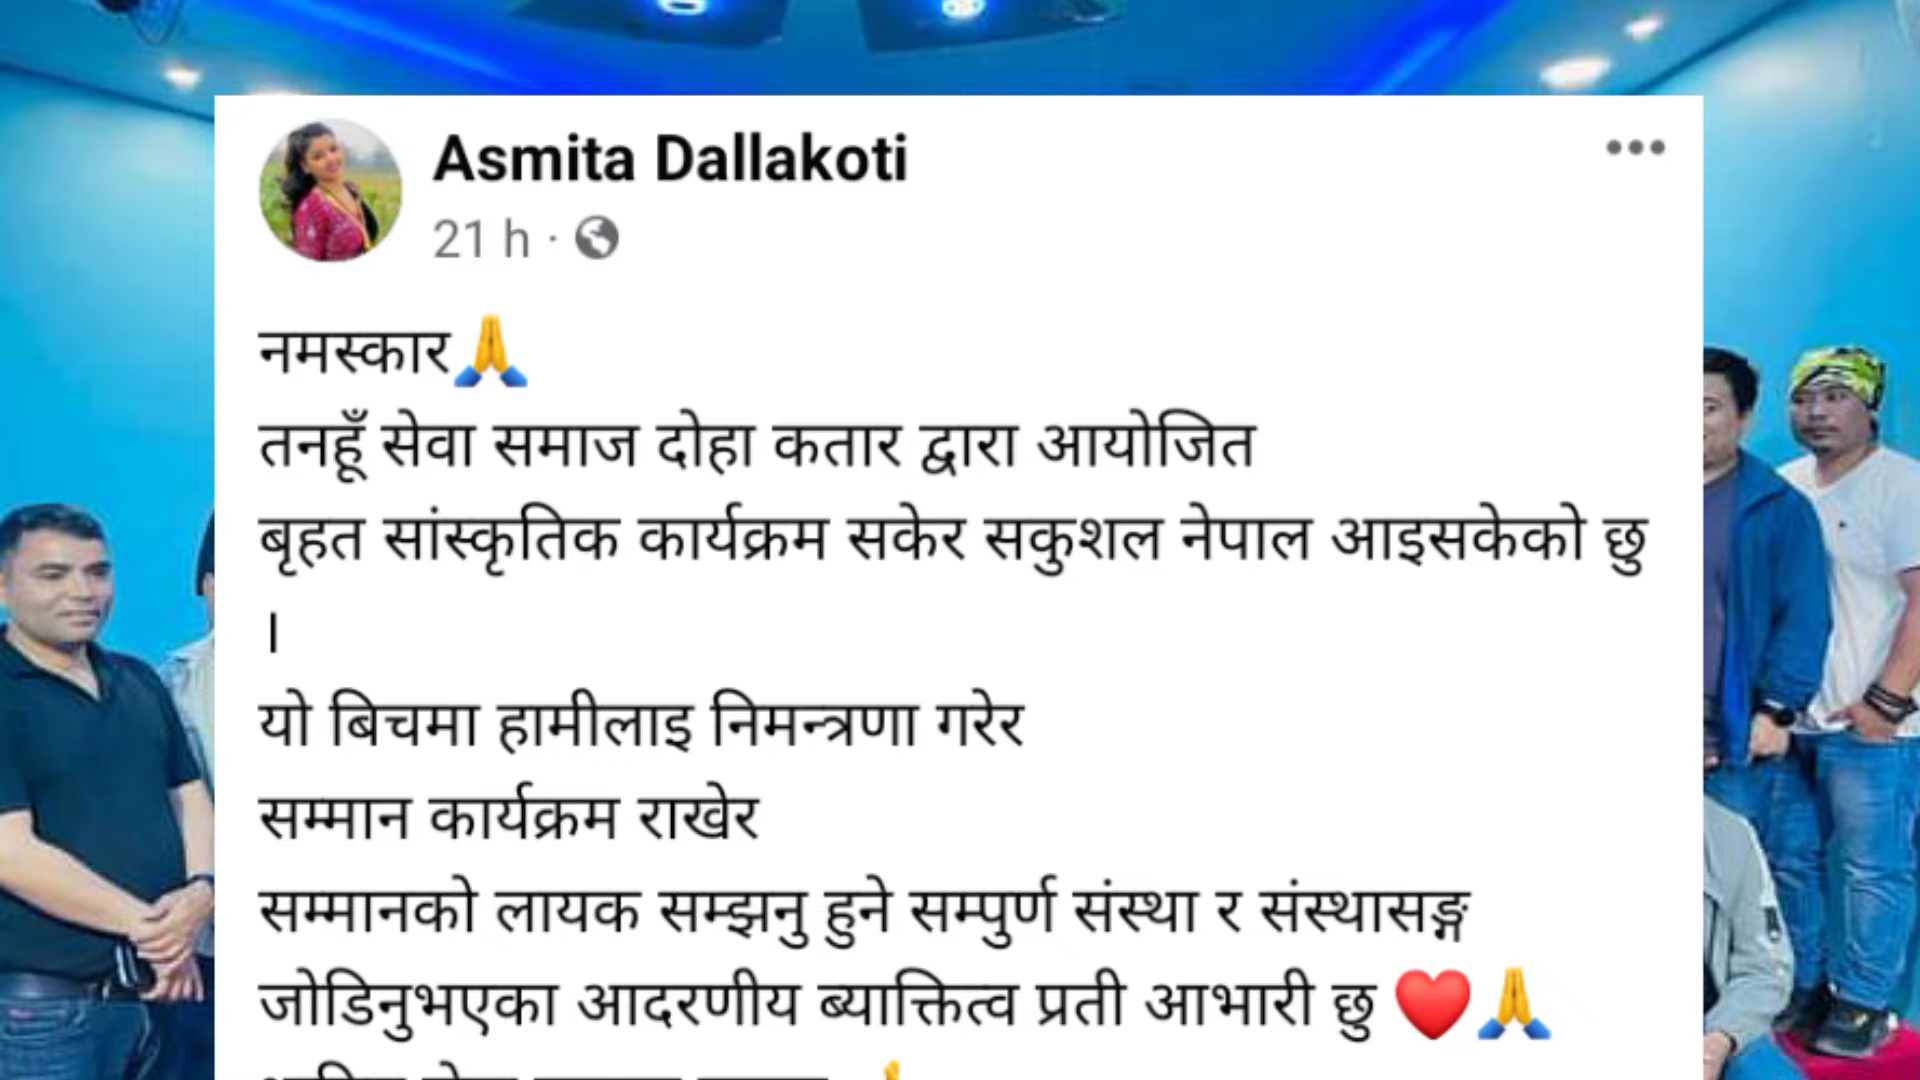 Asmita Dallakoti
21 h ·
नमस्कार🙏
तनहूँ सेवा समाज दोहा कतार द्वारा आयोजित
बृहत सांस्कृतिक कार्यक्रम सकेर सकुशल नेपाल आइसकेको छु
।
यो बिचमा हामीलाइ निमन्त्रणा गरेर
सम्मान कार्यक्रम राखेर
सम्मानको लायक सम्झनु हुने सम्पुर्ण संस्था र संस्थासङ्ग
जोडिनुभएका आदरणीय ब्याक्तित्व प्रती आभारी छु ❤️🙏